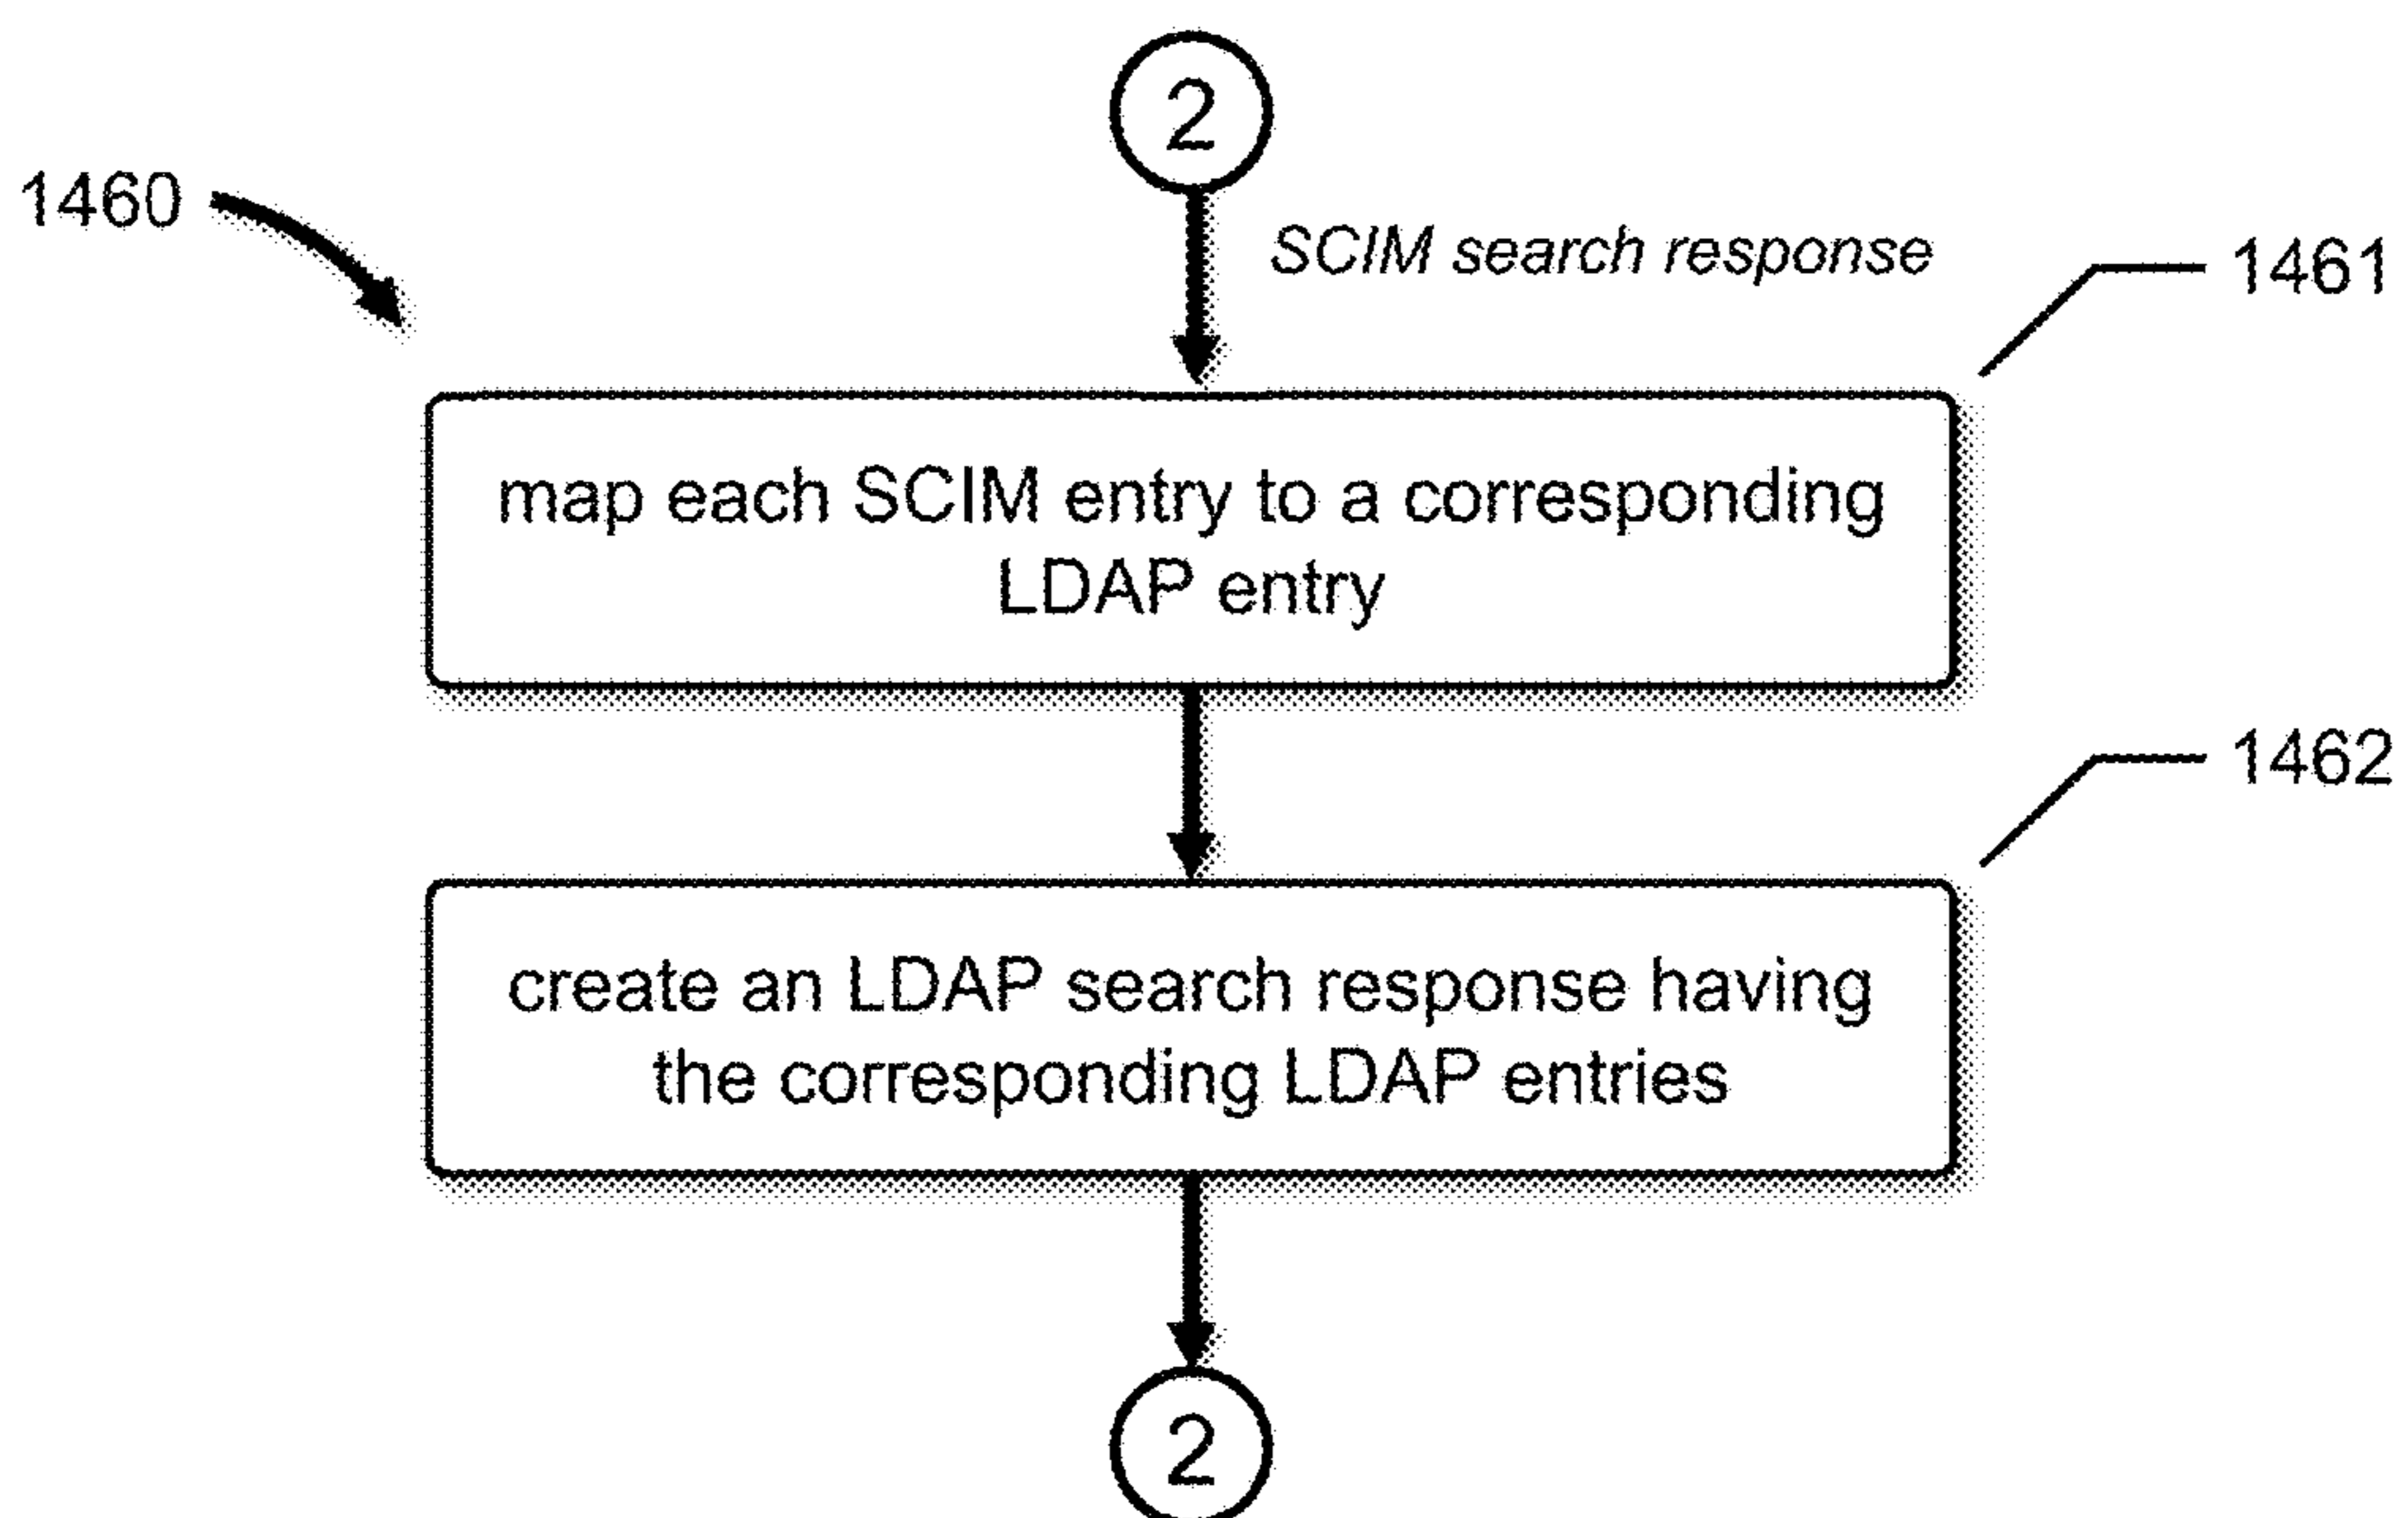 2
1460
SCIM search response
1461
map each SCIM entry to a corresponding
LDAP entry
1462
create an LDAP search response having
the corresponding LDAP entries
2